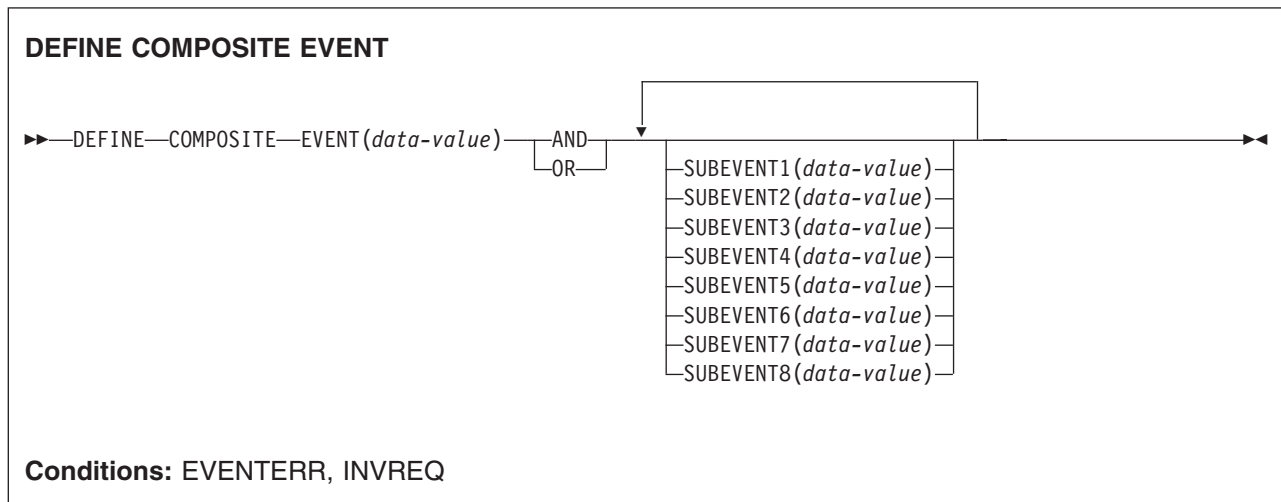 DEFINE COMPOSITE EVENT
DEFINE COMPOSITE EVENT(data-value) AND
OR
SUBEVENT1(data-value)
SUBEVENT2(data-value)
SUBEVENT3(data-value)
SUBEVENT4(data-value)
SUBEVENT5(data-value)
SUBEVENT6(data-value)
SUBEVENT7(data-value)
SUBEVENT8(data-value)
Conditions: EVENTERR, INVREQ